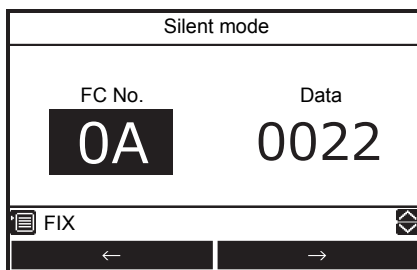 Silent mode
FC No. Data
0A 0022
FIX
← →